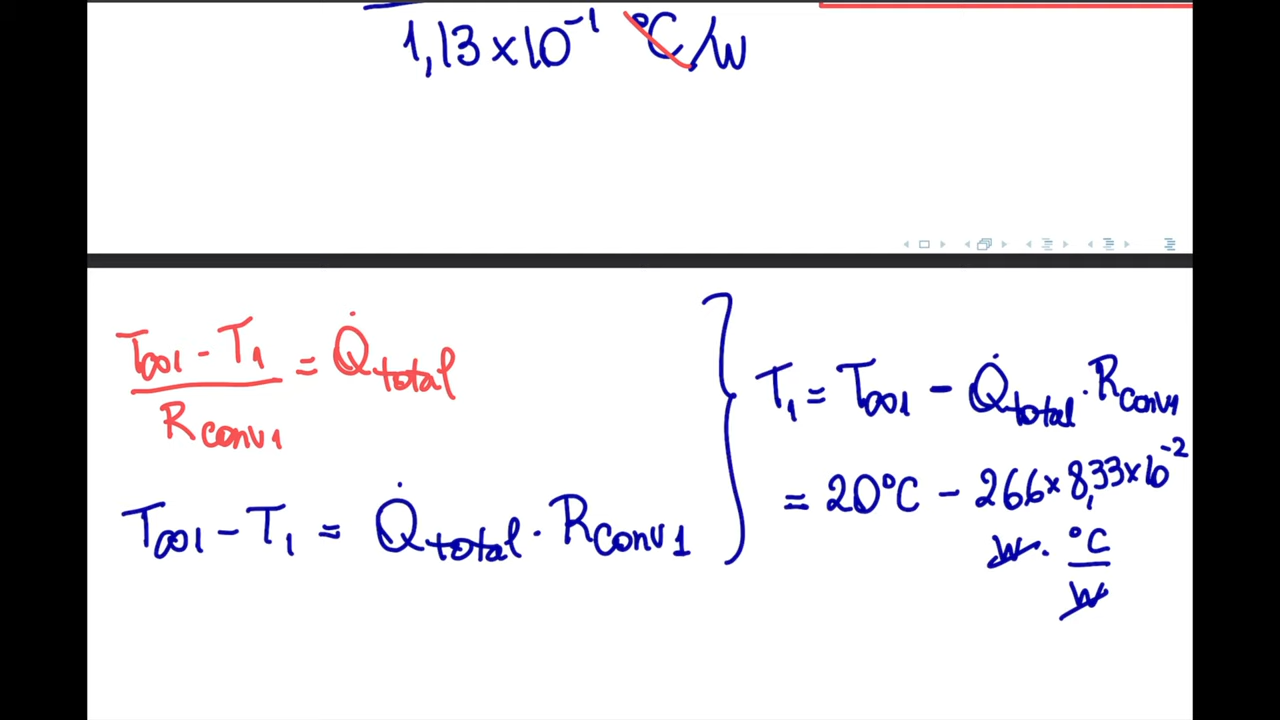 1,13×10⁻¹ °C/W
T∞1 - T1 / Rconv1 = Q̇total
T∞1 - T1 = Q̇total · Rconv1
T1 = T∞1 - Q̇total · Rconv1
= 20°C - 266×8,33×10⁻²
W · °C/W